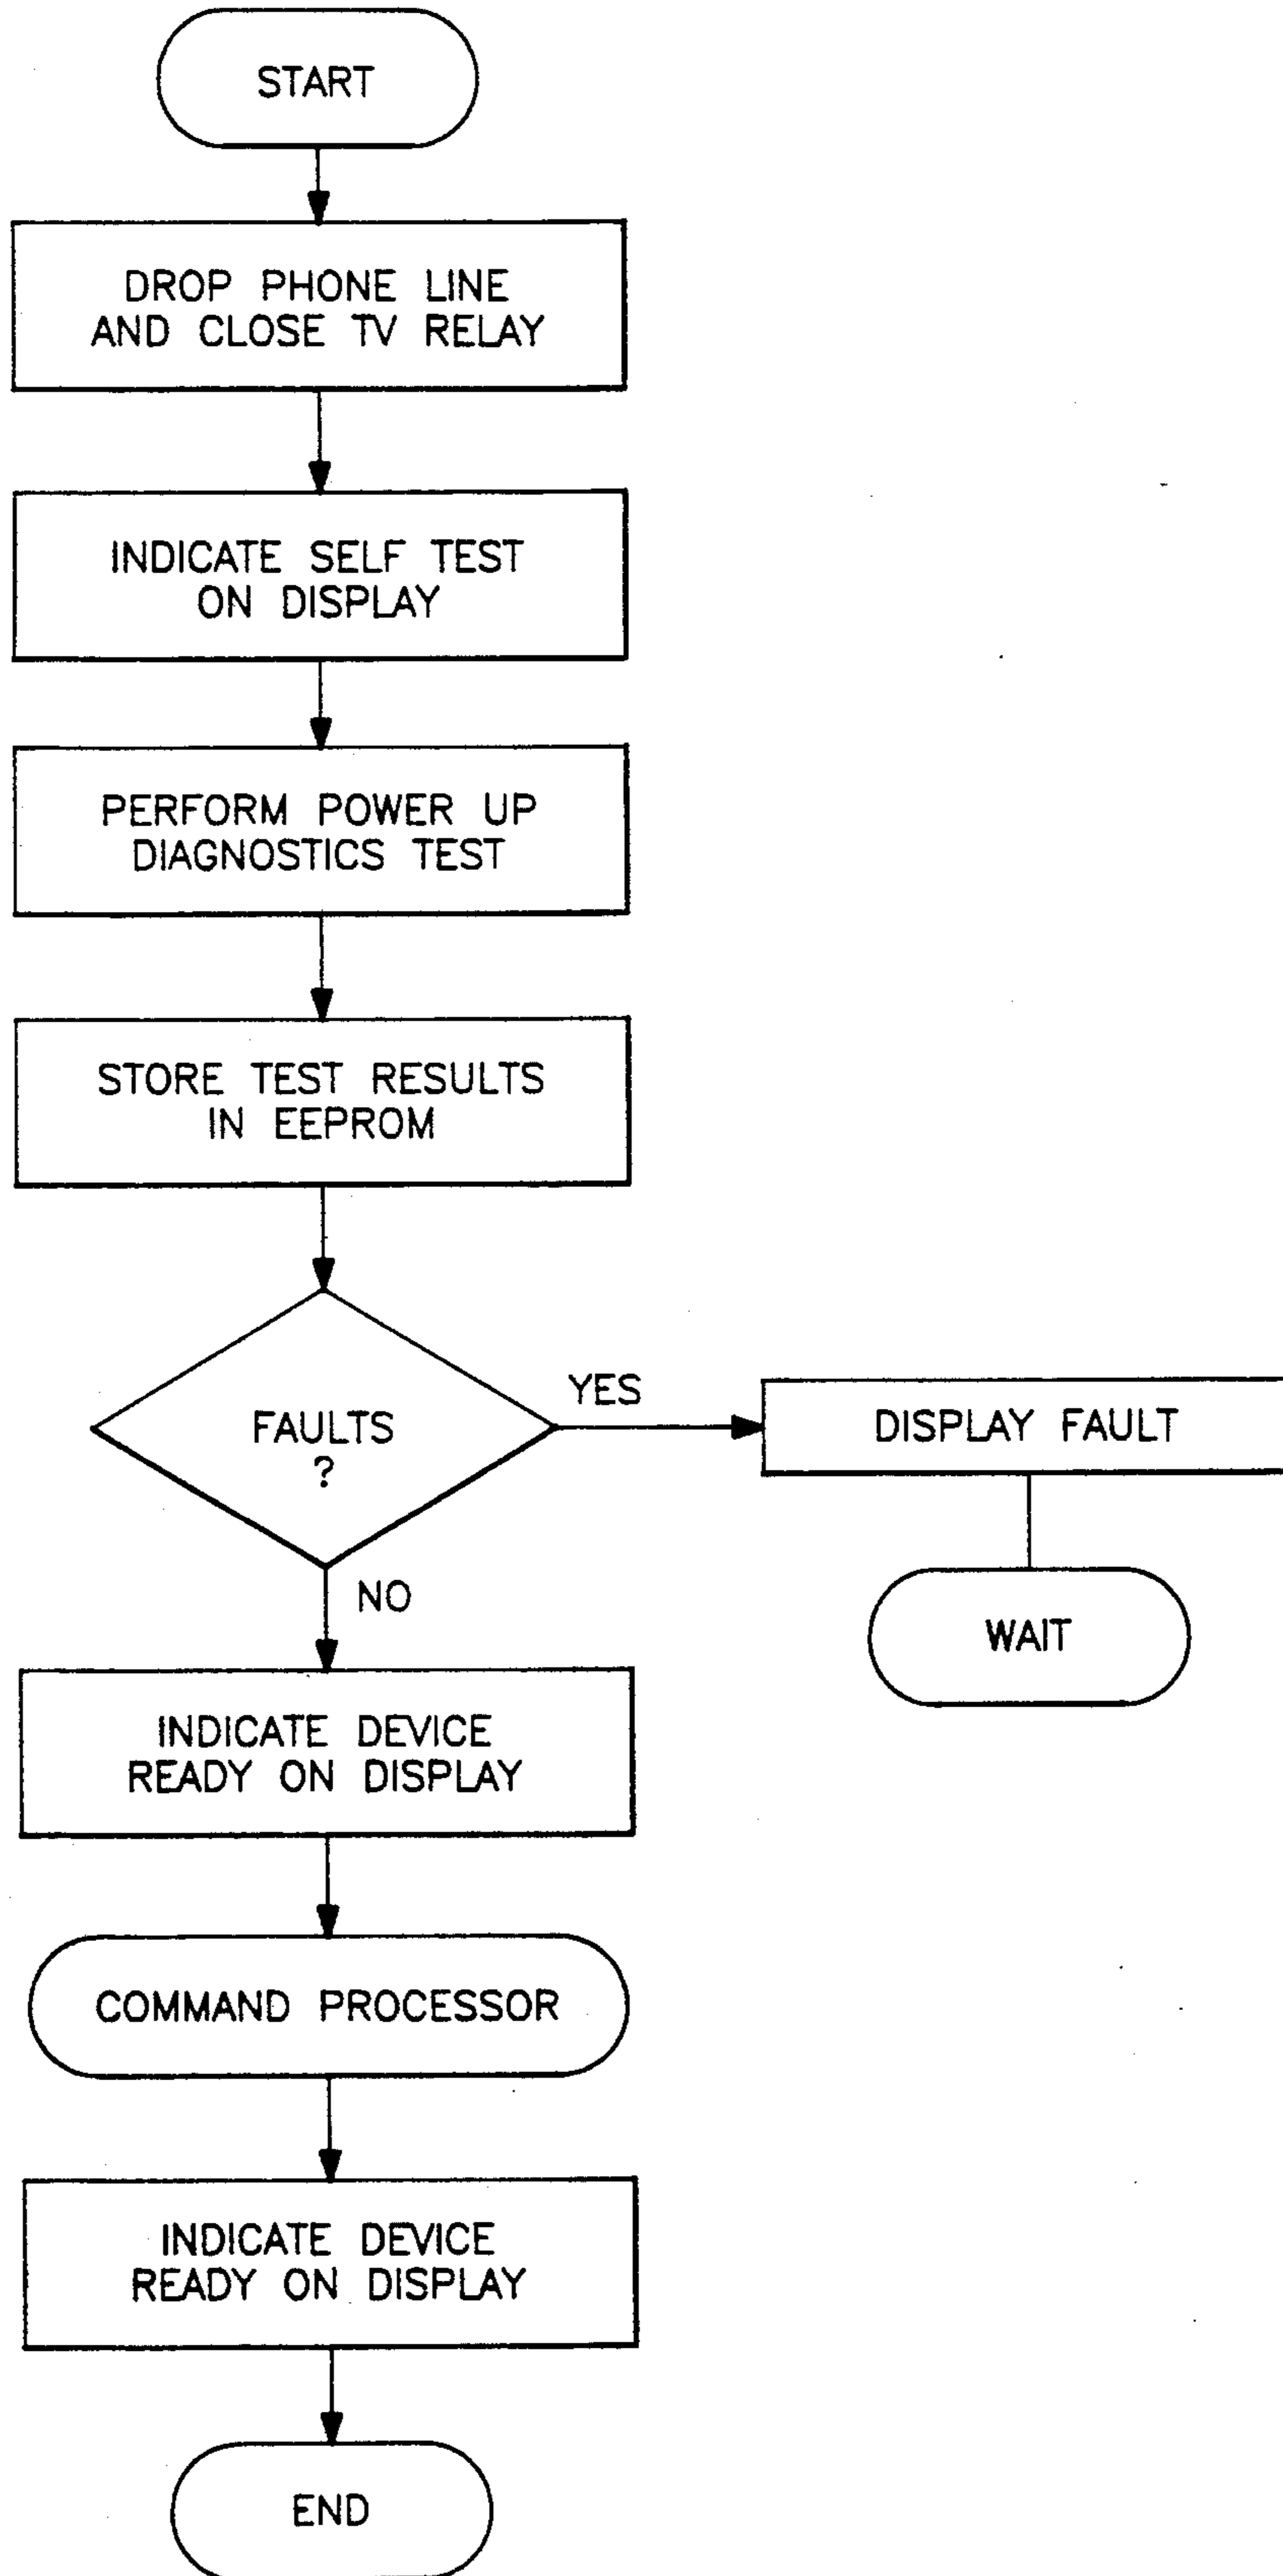 START
DROP PHONE LINE
AND CLOSE TV RELAY
INDICATE SELF TEST
ON DISPLAY
PERFORM POWER UP
DIAGNOSTICS TEST
STORE TEST RESULTS
IN EEPROM
FAULTS
?
YES
DISPLAY FAULT
WAIT
NO
INDICATE DEVICE
READY ON DISPLAY
COMMAND PROCESSOR
INDICATE DEVICE
READY ON DISPLAY
END